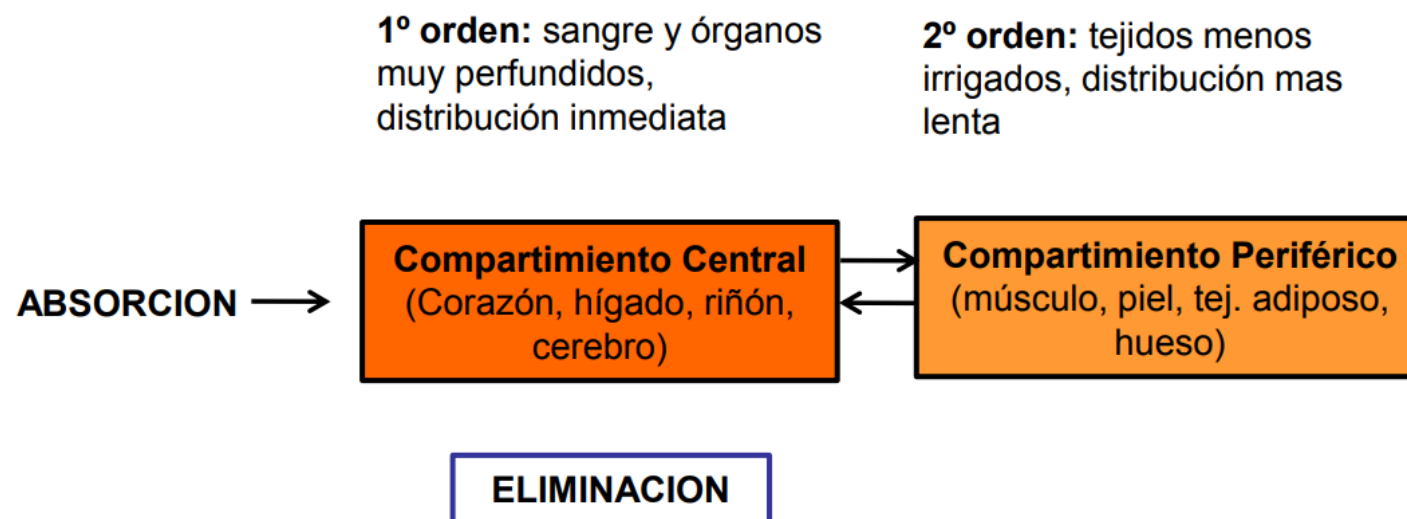 1º orden: sangre y órganos
muy perfundidos,
distribución inmediata
2º orden: tejidos menos
irrigados, distribución mas
lenta
ABSORCION
Compartimiento Central
(Corazón, hígado, riñón,
cerebro)
Compartimiento Periférico
(músculo, piel, tej. adiposo,
hueso)
ELIMINACION